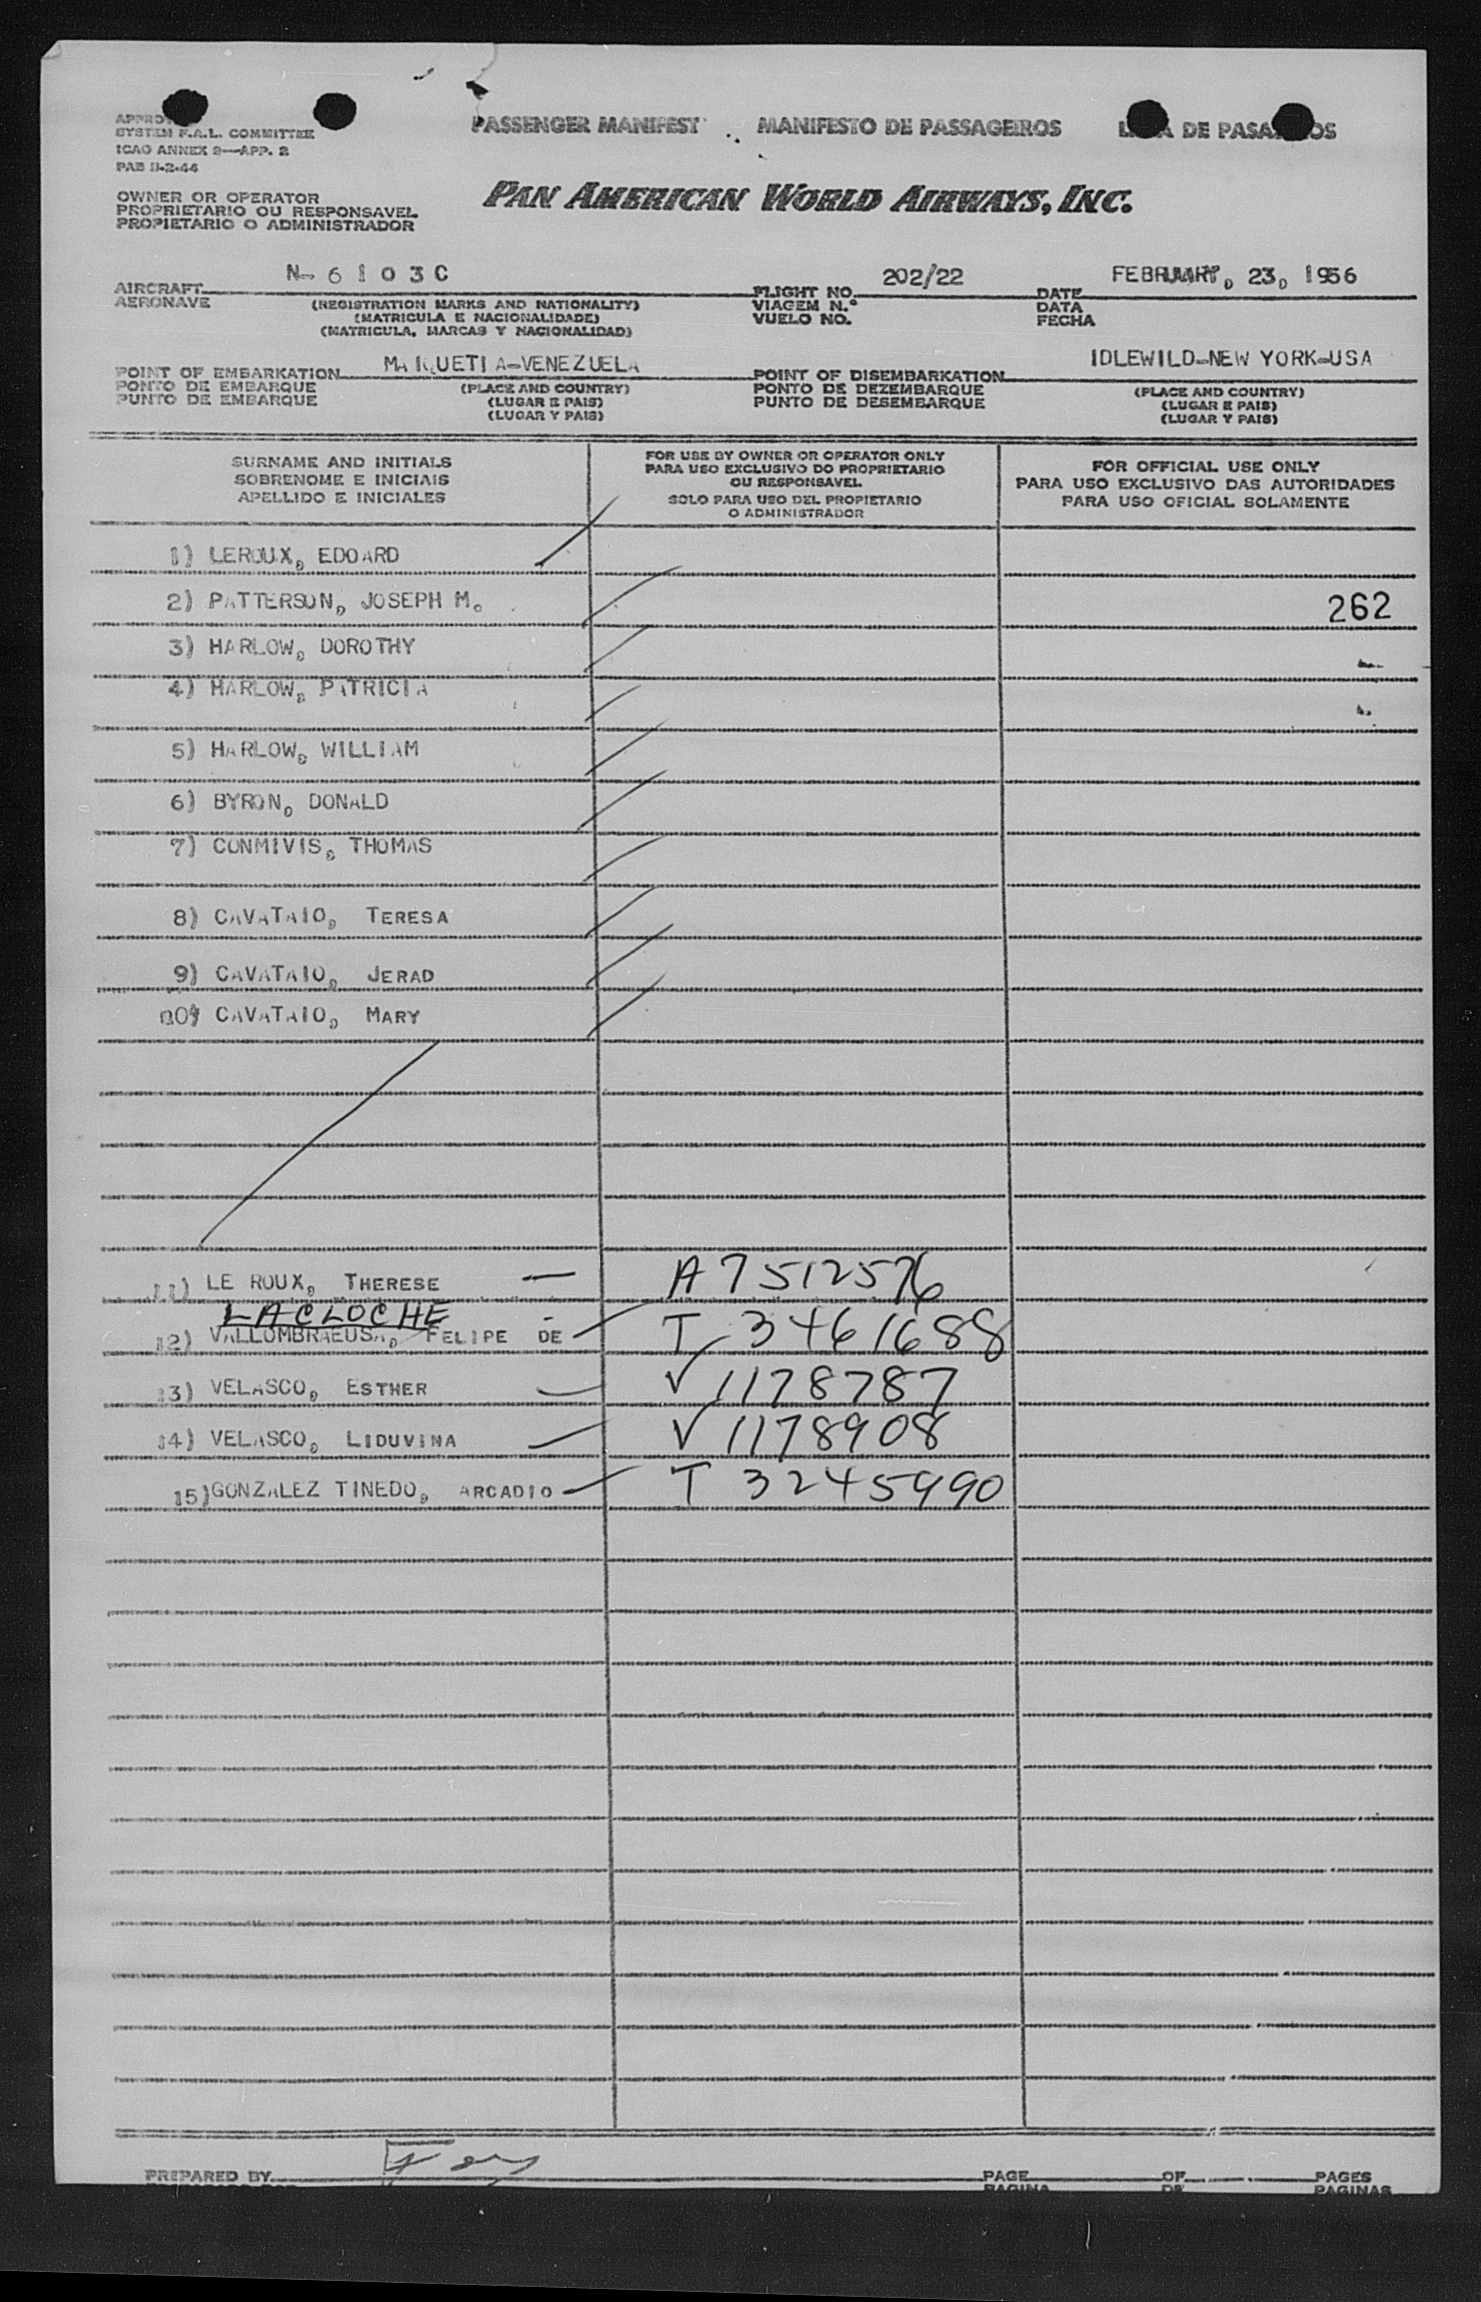 PASSENGER MANIFEST MANIFESTO DE PASSAGEIROS DE
SYSTEM F.A.L. COMMITTEE
ICAO ANNEX 9—APP. 2
PAB 11-2-44
OWNER OR OPERATOR
PROPRIETARIO OU RESPONSAVEL
PROPIETARIO O ADMINISTRADOR
PAN AMERICAN WORLD AIRWAYS, INC.
AIRCRAFT N-6103C FLIGHT NO. 202/22 DATE FEBRUARY, 23, 1956
AERONAVE (REGISTRATION MARKS AND NATIONALITY) VIAGEM N.° DATA
(MATRICULA E NACIONALIDADE) VUELO NO. FECHA
(MATRICULA, MARCAS Y NACIONALIDAD)
POINT OF EMBARKATION MAIQUETIA-VENEZUELA POINT OF DISEMBARKATION IDLEWILD-NEW YORK-USA
PONTO DE EMBARQUE (PLACE AND COUNTRY) PONTO DE DEZEMBARQUE (PLACE AND COUNTRY)
PUNTO DE EMBARQUE (LUGAR E PAIS) PUNTO DE DESEMBARQUE (LUGAR E PAIS)
(LUGAR Y PAIS) (LUGAR Y PAIS)
SURNAME AND INITIALS
SOBRENOME E INICIAIS
APELLIDO E INICIALES
FOR USE BY OWNER OR OPERATOR ONLY
PARA USO EXCLUSIVO DO PROPRIETARIO
OU RESPONSAVEL
SOLO PARA USO DEL PROPIETARIO
O ADMINISTRADOR
FOR OFFICIAL USE ONLY
PARA USO EXCLUSIVO DAS AUTORIDADES
PARA USO OFICIAL SOLAMENTE
1) LEROUX, EDOARD
2) PATTERSON, JOSEPH M. 262
3) HARLOW, DOROTHY
4) HARLOW, PATRICIA
5) HARLOW, WILLIAM
6) BYRON, DONALD
7) CONMIVIS, THOMAS
8) CAVATAIO, TERESA
9) CAVATAIO, JERAD
10) CAVATAIO, MARY
11) LE ROUX, THERESE — A7512576
LACLOCHE
12) VALLOMBRAEUSA, FELIPE DE T 3461688
13) VELASCO, ESTHER V 1178787
14) VELASCO, LIDUVINA V 1178908
15) GONZALEZ TINEDO, ARCADIO T 3245990
PREPARED BY PAGE OF PAGES
PAGINA DE PAGINAS